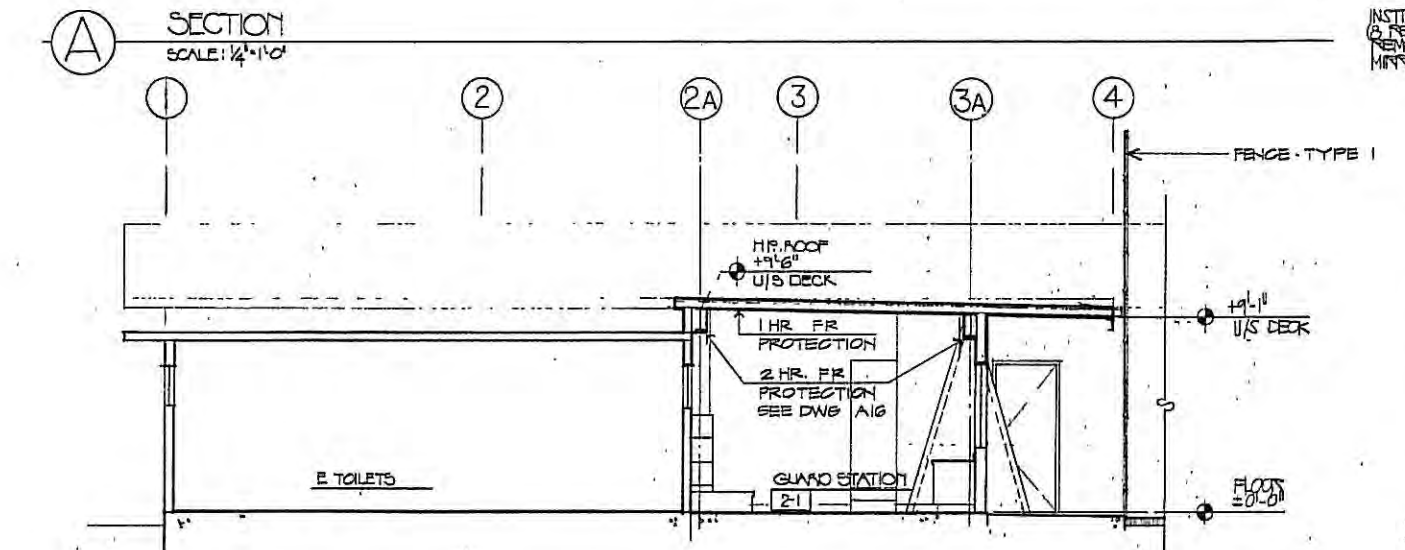 A
SECTION
SCALE: 1/4"=1'-0"
1
2
2A
3
3A
4
FENCE - TYPE 1
H.P. ROOF
+9'-6"
U/S DECK
+9'-1"
U/S DECK
1 HR FR
PROTECTION
2 HR. FR
PROTECTION
SEE DWG A16
E TOILETS
GUARD STATION
2-1
FLOOR
±0'-0"